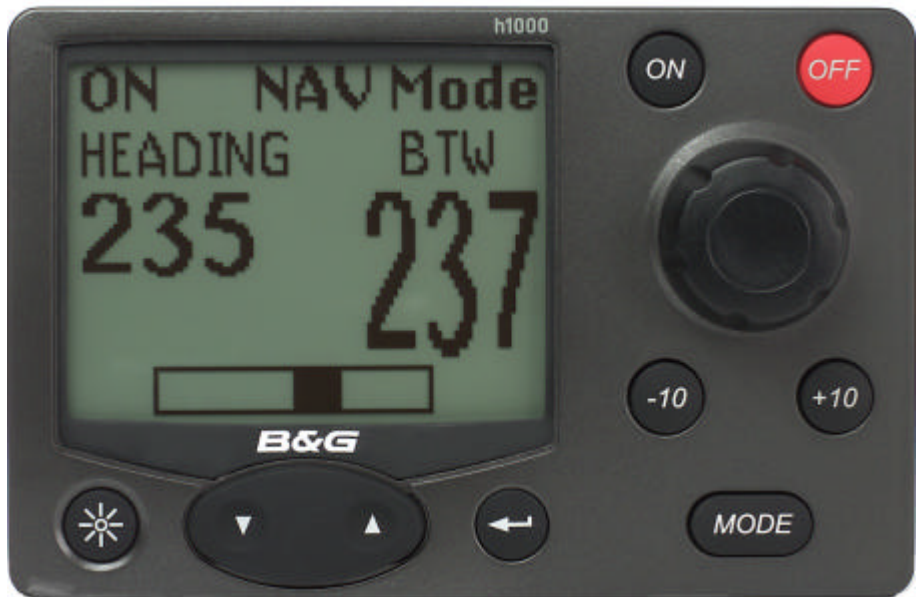 h1000
ON NAV Mode
HEADING BTW
235 237
B&G
ON OFF
-10 +10
MODE